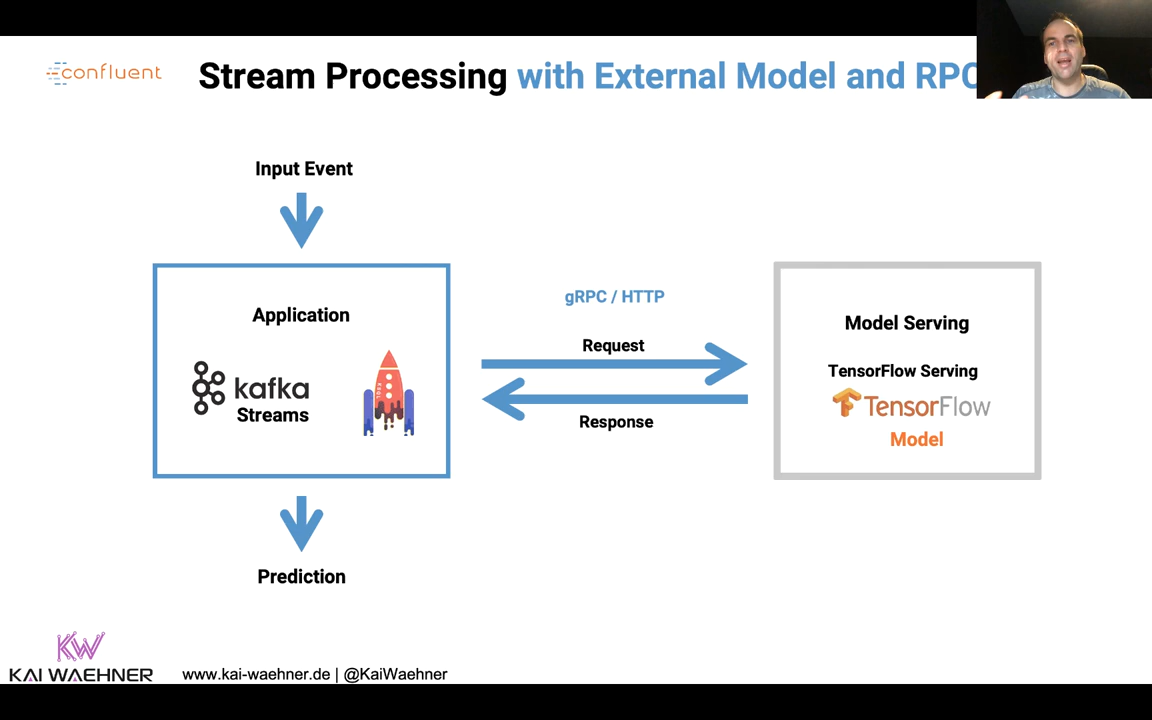 confluent
Stream Processing with External Model and RPC
Input Event
Application
kafka
Streams
gRPC / HTTP
Request
Response
Model Serving
TensorFlow Serving
TensorFlow
Model
Prediction
KW
KAI WAEHNER
www.kai-waehner.de | @KaiWaehner